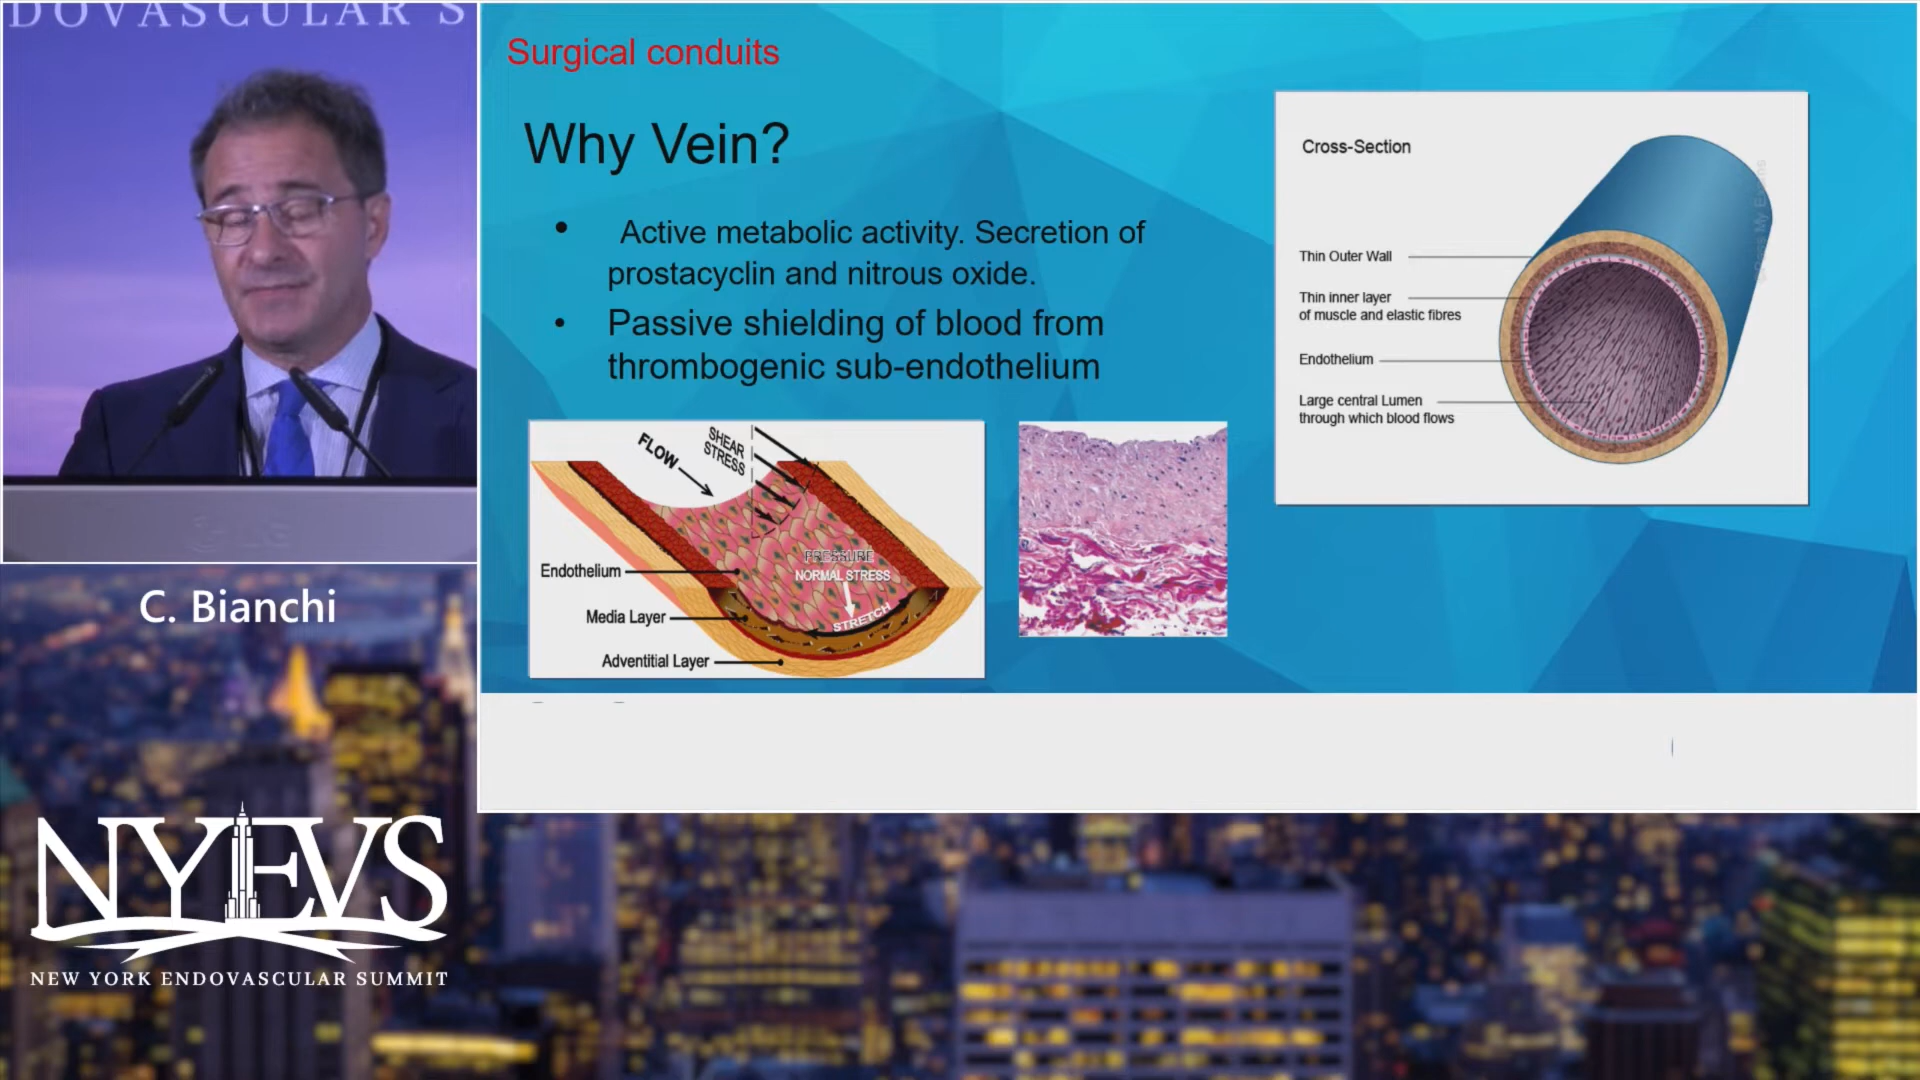 DOVASCULAR S
Surgical conduits
Why Vein?
• Active metabolic activity. Secretion of
prostacyclin and nitrous oxide.
• Passive shielding of blood from
thrombogenic sub-endothelium
Cross-Section
Thin Outer Wall
Thin inner layer
of muscle and elastic fibres
Endothelium
Large central Lumen
through which blood flows
FLOW
SHEAR
STRESS
PRESSURE
NORMAL STRESS
STRETCH
Endothelium
Media Layer
Adventitial Layer
C. Bianchi
NYEVS
NEW YORK ENDOVASCULAR SUMMIT